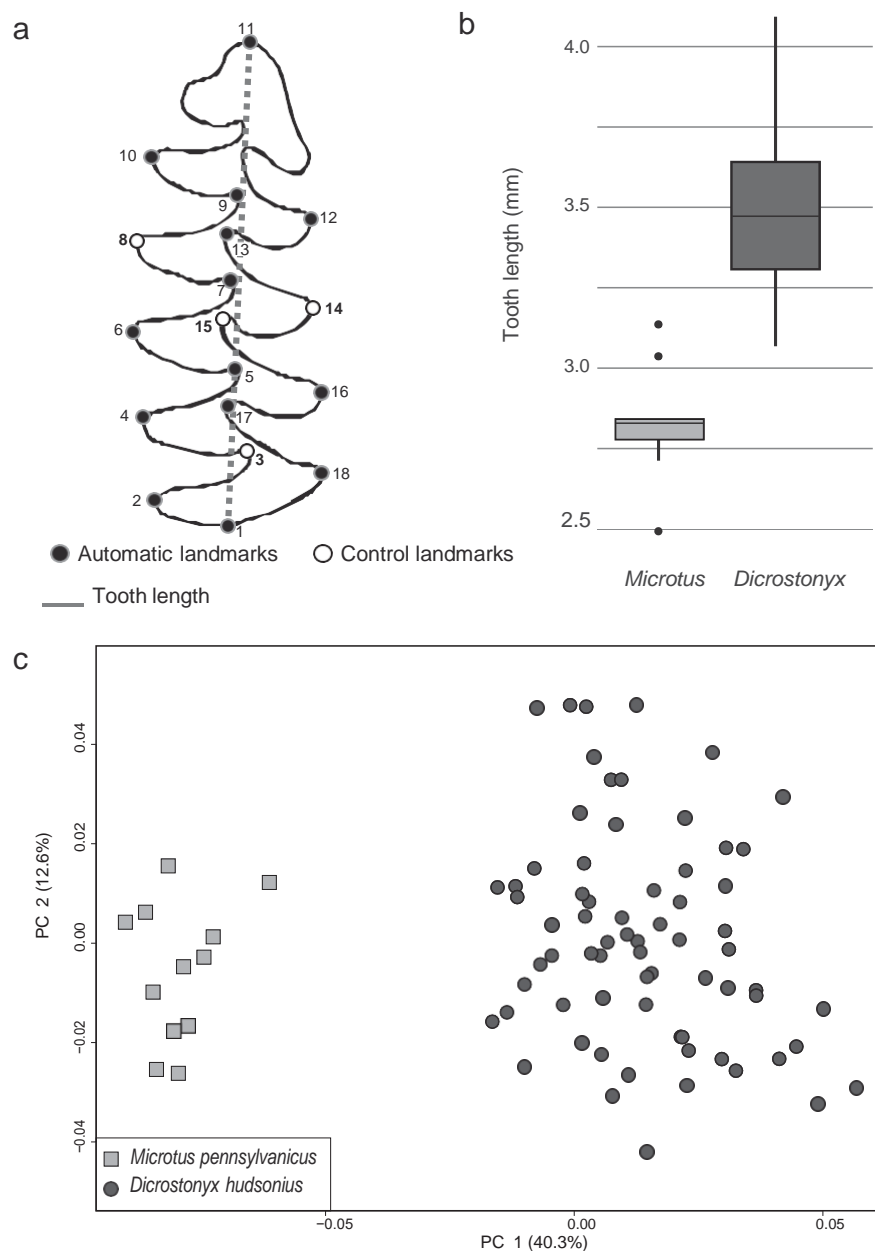 a
11
10
9
12
8
13
7
14
15
6
5
16
4
17
3
18
2
1
Automatic landmarks
Control landmarks
Tooth length
b
4.0
3.5
3.0
2.5
Tooth length (mm)
Microtus
Dicrostonyx
c
0.04
0.02
0.00
−0.02
−0.04
PC 2 (12.6%)
Microtus pennsylvanicus
Dicrostonyx hudsonius
−0.05
0.00
0.05
PC 1 (40.3%)